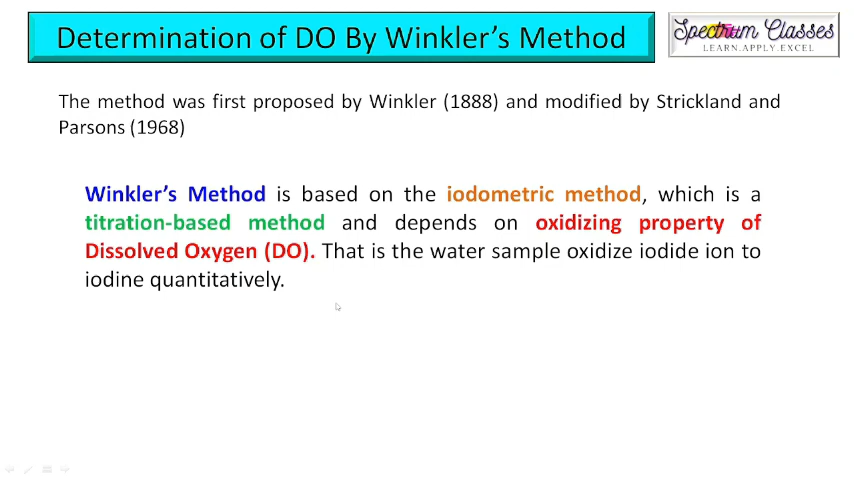 Determination of DO By Winkler's Method
Spectrum Classes
LEARN.APPLY.EXCEL
The method was first proposed by Winkler (1888) and modified by Strickland and
Parsons (1968)
Winkler's Method is based on the iodometric method, which is a
titration-based method and depends on oxidizing property of
Dissolved Oxygen (DO). That is the water sample oxidize iodide ion to
iodine quantitatively.